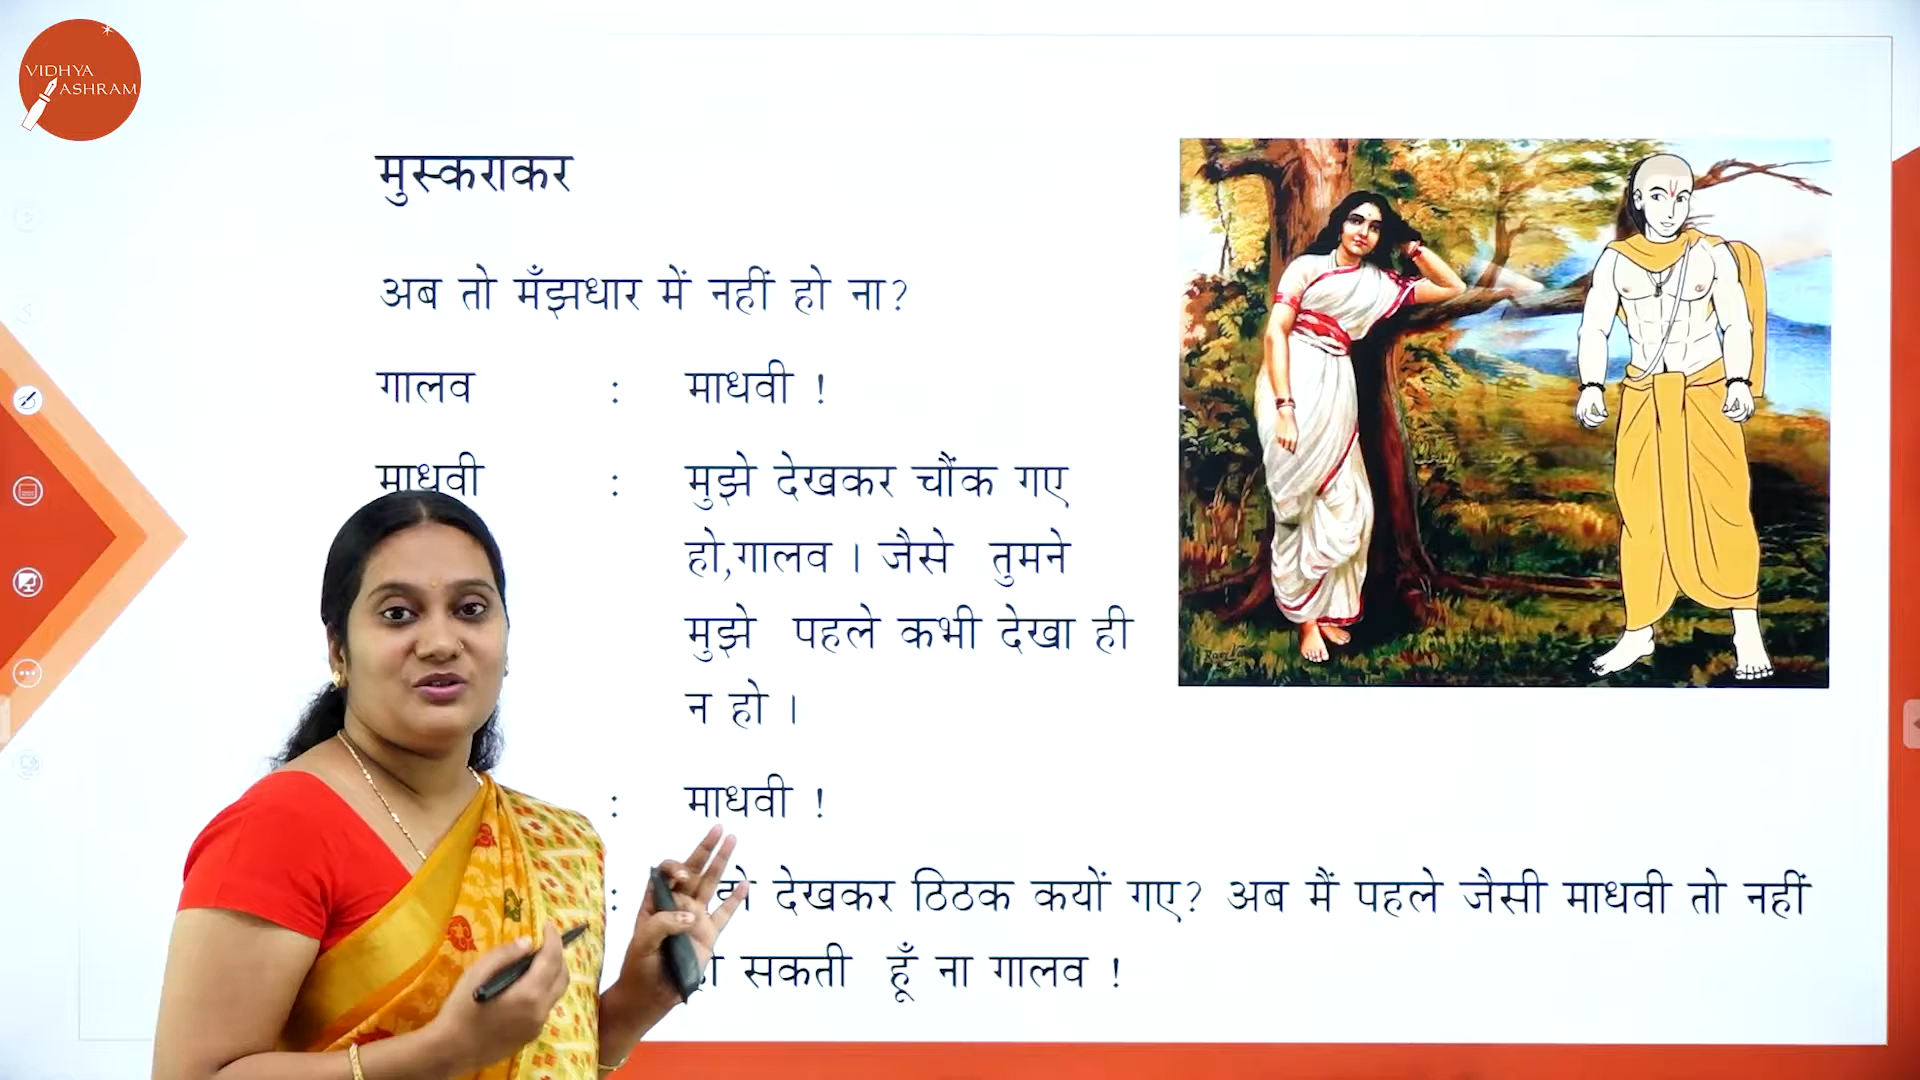 VIDHYA
ASHRAM
मुस्कराकर
अब तो मँझधार में नहीं हो ना?
गालव : माधवी !
माधवी : मुझे देखकर चौंक गए
हो,गालव । जैसे तुमने
मुझे पहले कभी देखा ही
न हो ।
: माधवी !
: देखकर ठिठक कयों गए? अब मैं पहले जैसी माधवी तो नहीं
सकती हूँ ना गालव !